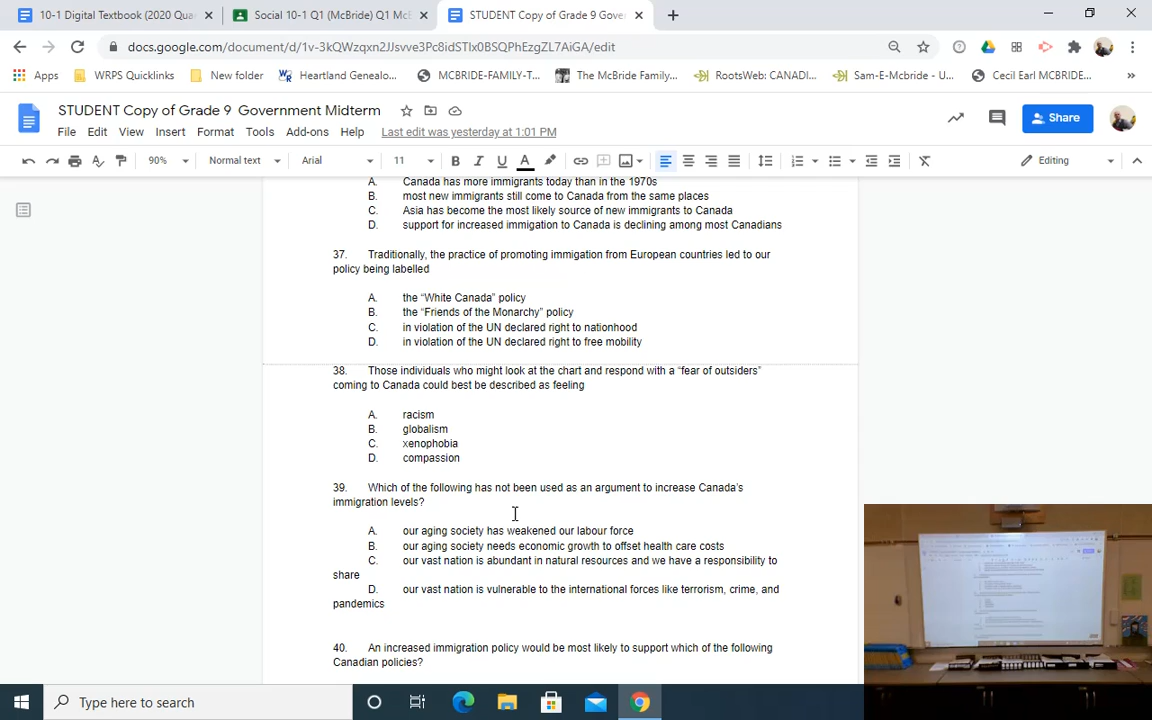 10-1 Digital Textbook (2020 Qua
Social 10-1 Q1 (McBride) Q1 McB
STUDENT Copy of Grade 9 Gover
docs.google.com/document/d/1v-3kQWzqxn2JJsvve3Pc8idSTIx0BSQPhEzgZL7AiGA/edit
Apps
WRPS Quicklinks
New folder
Heartland Genealo...
MCBRIDE-FAMILY-T...
The McBride Family...
RootsWeb: CANADI...
Sam-E-Mcbride - U...
Cecil Earl MCBRIDE...
STUDENT Copy of Grade 9 Government Midterm
File Edit View Insert Format Tools Add-ons Help Last edit was yesterday at 1:01 PM
Share
90% Normal text Arial 11 B I U A Editing
A. Canada has more immigrants today than in the 1970s
B. most new immigrants still come to Canada from the same places
C. Asia has become the most likely source of new immigrants to Canada
D. support for increased immigation to Canada is declining among most Canadians
37. Traditionally, the practice of promoting immigation from European countries led to our
policy being labelled
A. the “White Canada” policy
B. the “Friends of the Monarchy” policy
C. in violation of the UN declared right to nationhood
D. in violation of the UN declared right to free mobility
38. Those individuals who might look at the chart and respond with a “fear of outsiders”
coming to Canada could best be described as feeling
A. racism
B. globalism
C. xenophobia
D. compassion
39. Which of the following has not been used as an argument to increase Canada’s
immigration levels?
A. our aging society has weakened our labour force
B. our aging society needs economic growth to offset health care costs
C. our vast nation is abundant in natural resources and we have a responsibility to
share
D. our vast nation is vulnerable to the international forces like terrorism, crime, and
pandemics
40. An increased immigration policy would be most likely to support which of the following
Canadian policies?
Type here to search